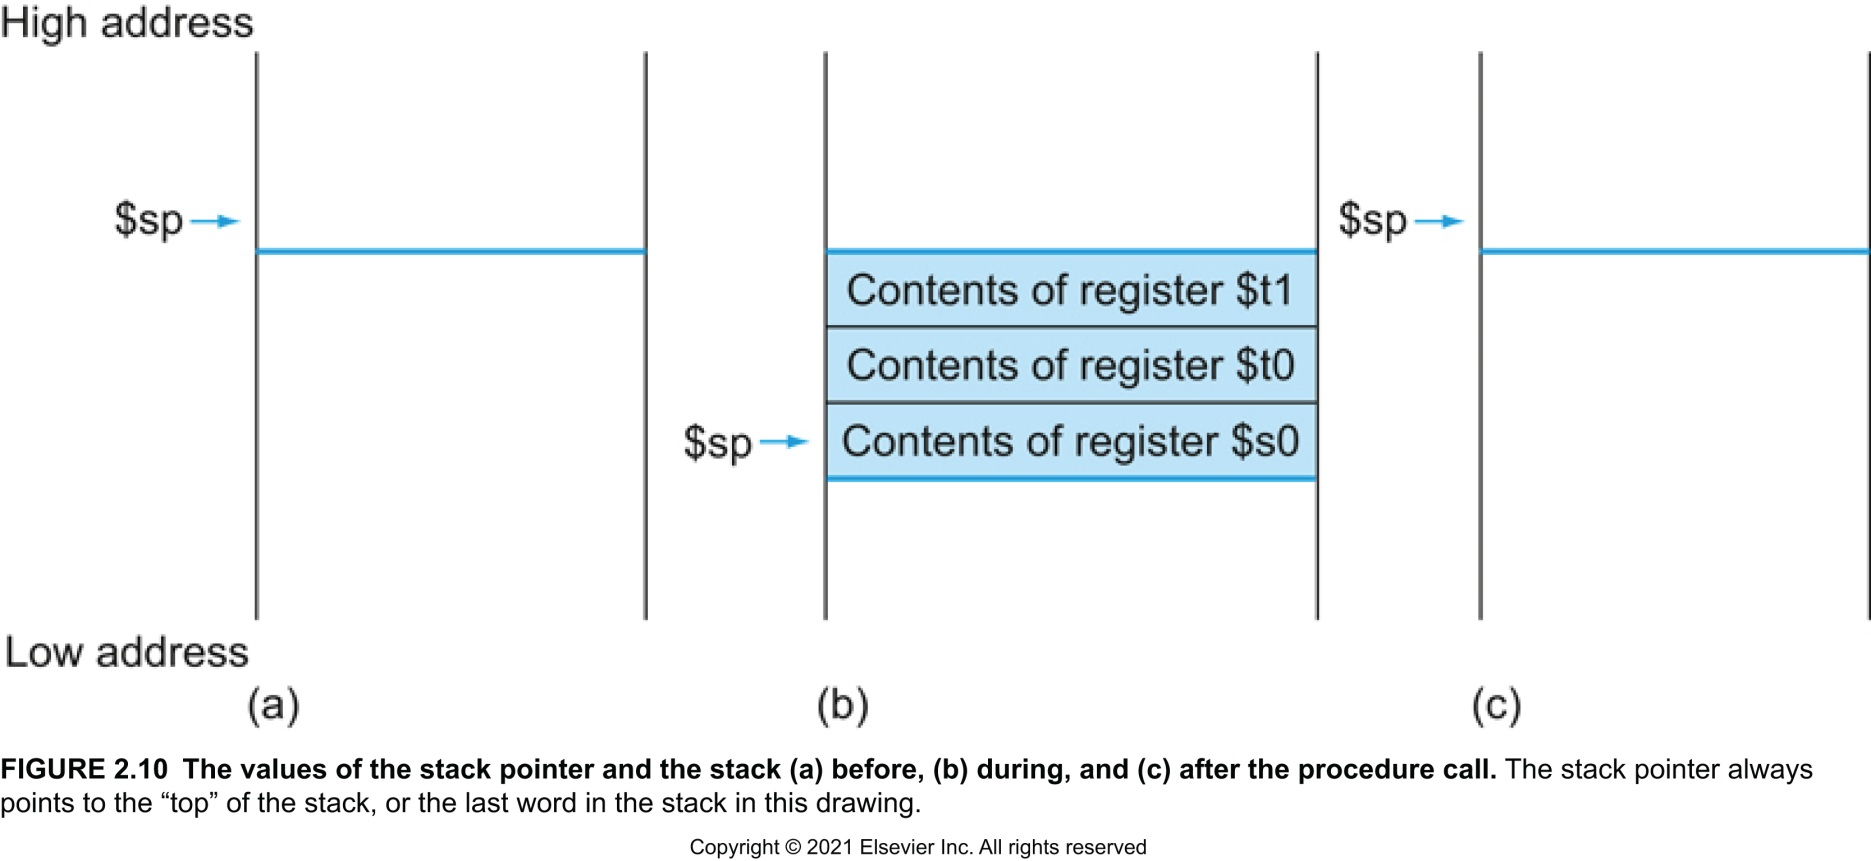 High address
$sp
$sp
Contents of register $t1
Contents of register $t0
$sp
Contents of register $s0
Low address
(a)
(b)
(c)
FIGURE 2.10 The values of the stack pointer and the stack (a) before, (b) during, and (c) after the procedure call. The stack pointer always
points to the “top” of the stack, or the last word in the stack in this drawing.
Copyright © 2021 Elsevier Inc. All rights reserved